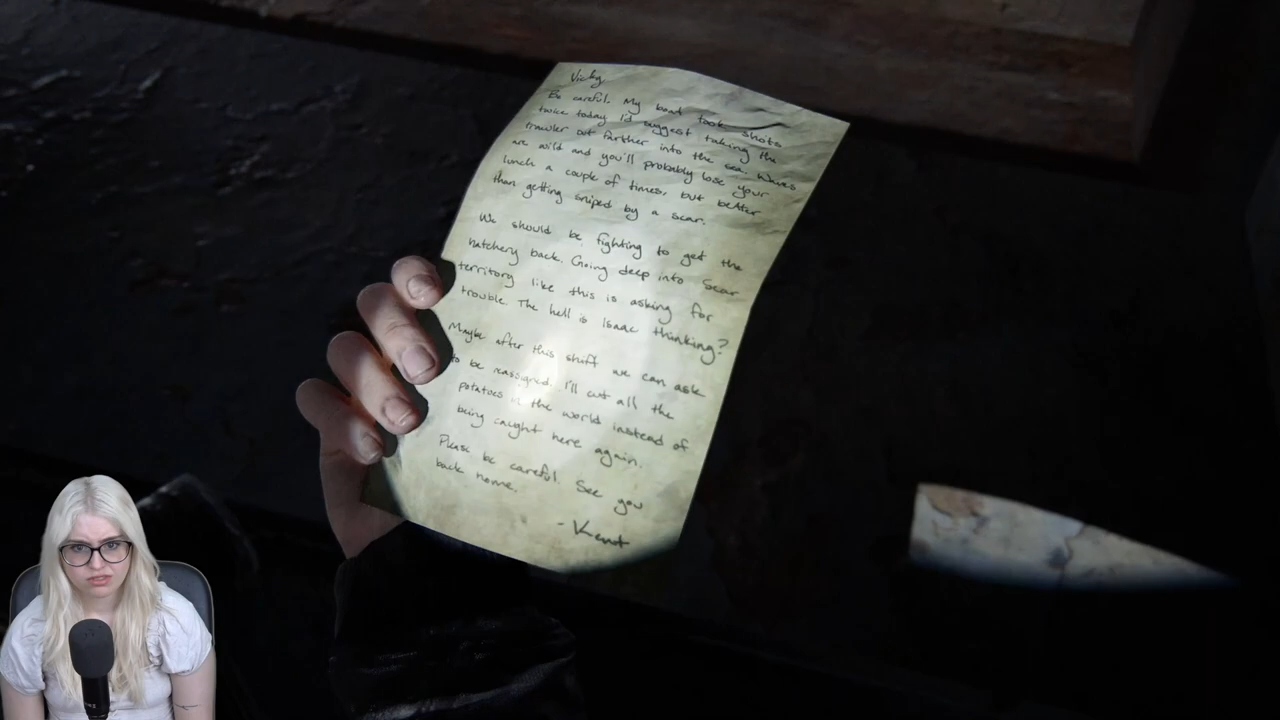 Vicky
Be careful. My boat took shots
twice today I'd suggest taking the
trawler out farther into the sea. Waves
are wild and you'll probably lose your
lunch a couple of times, but better
than getting sniped by a scar.
We should be fighting to get the
hatchery back. Going deep into Scar
territory like this is asking for
trouble. The hell is Isaac thinking?
Maybe after this shift we can ask
to be reassigned. I'll cut all the
potatoes in the world instead of
being caught here again.
Please be careful. See you
back home.
- Kent